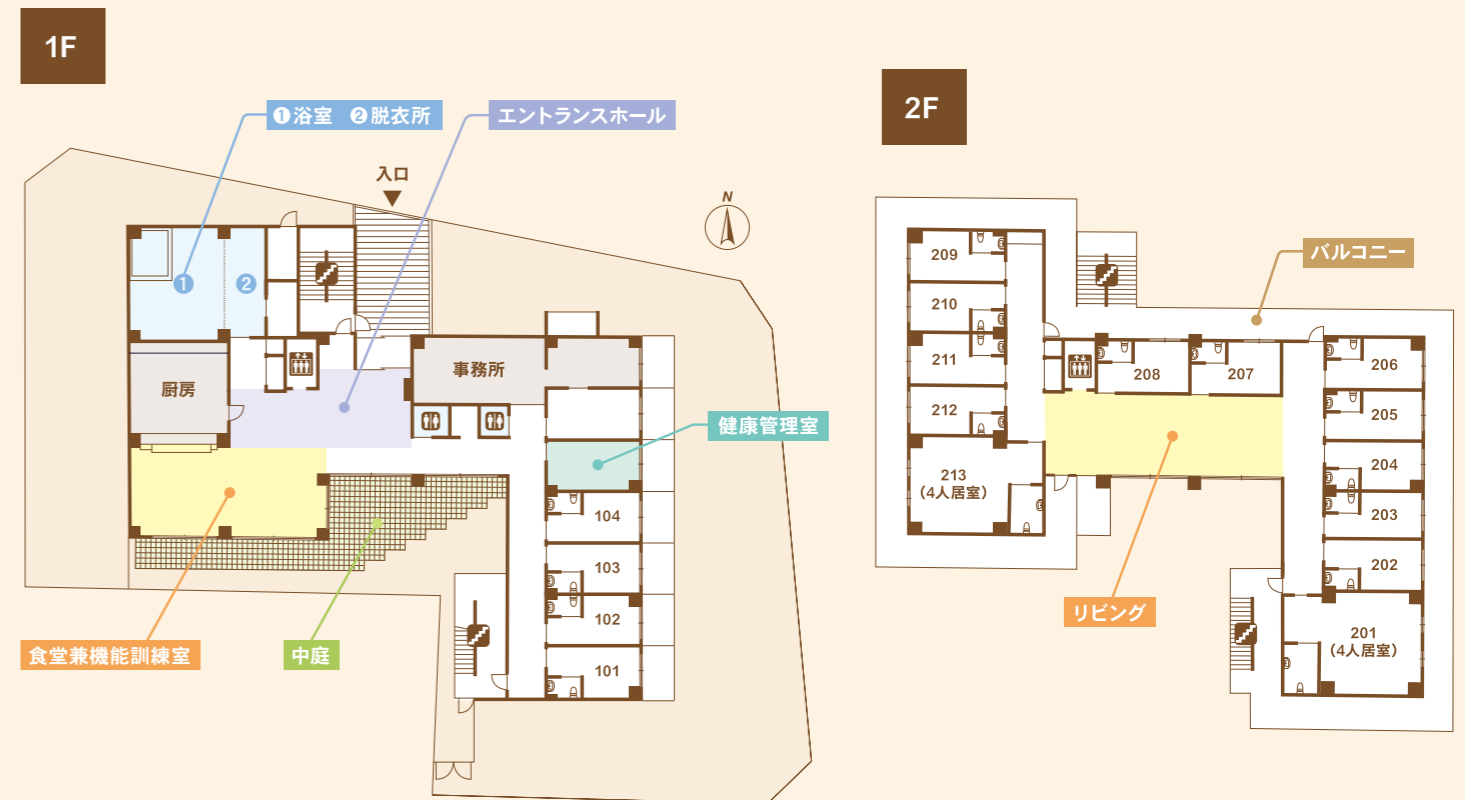 1F
❶浴室 ❷脱衣所
エントランスホール
入口
N
❶
❷
事務所
厨房
健康管理室
104
103
102
101
食堂兼機能訓練室
中庭
2F
バルコニー
209
210
211
212
213
（4人居室）
208
207
206
205
204
203
202
201
（4人居室）
リビング